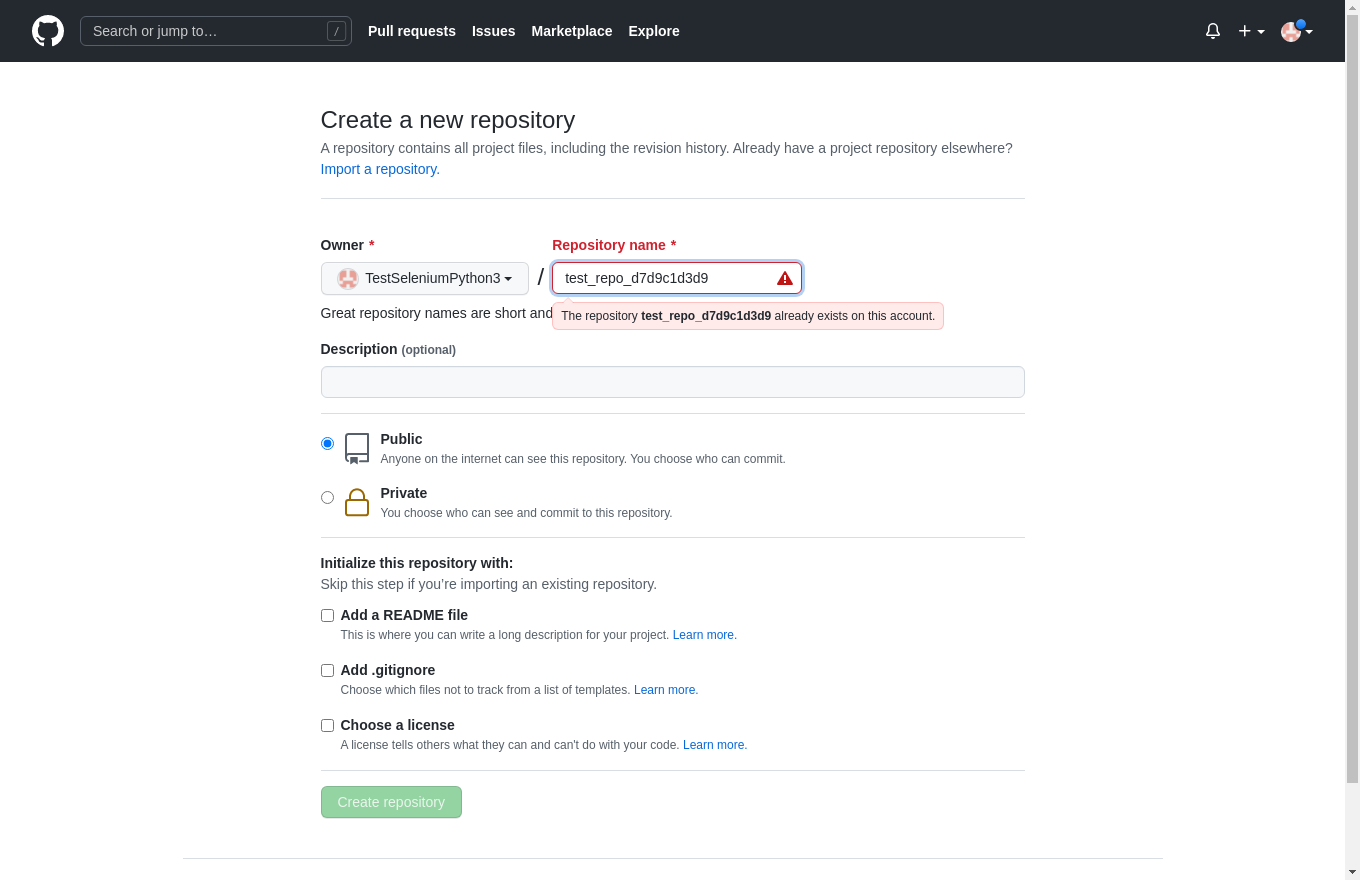 Search or jump to…
/
Pull requests
Issues
Marketplace
Explore
Create a new repository
A repository contains all project files, including the revision history. Already have a project repository elsewhere?
Import a repository.
Owner *
Repository name *
TestSeleniumPython3
/
test_repo_d7d9c1d3d9
Great repository names are short and
The repository test_repo_d7d9c1d3d9 already exists on this account.
Description (optional)
Public
Anyone on the internet can see this repository. You choose who can commit.
Private
You choose who can see and commit to this repository.
Initialize this repository with:
Skip this step if you’re importing an existing repository.
Add a README file
This is where you can write a long description for your project. Learn more.
Add .gitignore
Choose which files not to track from a list of templates. Learn more.
Choose a license
A license tells others what they can and can't do with your code. Learn more.
Create repository